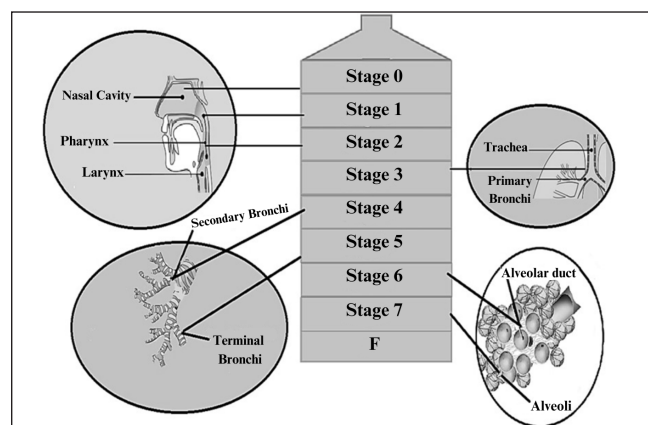 Stage 0
Stage 1
Stage 2
Stage 3
Stage 4
Stage 5
Stage 6
Stage 7
F
Nasal Cavity
Pharynx
Larynx
Trachea
Primary
Bronchi
Secondary Bronchi
Terminal
Bronchi
Alveolar duct
Alveoli